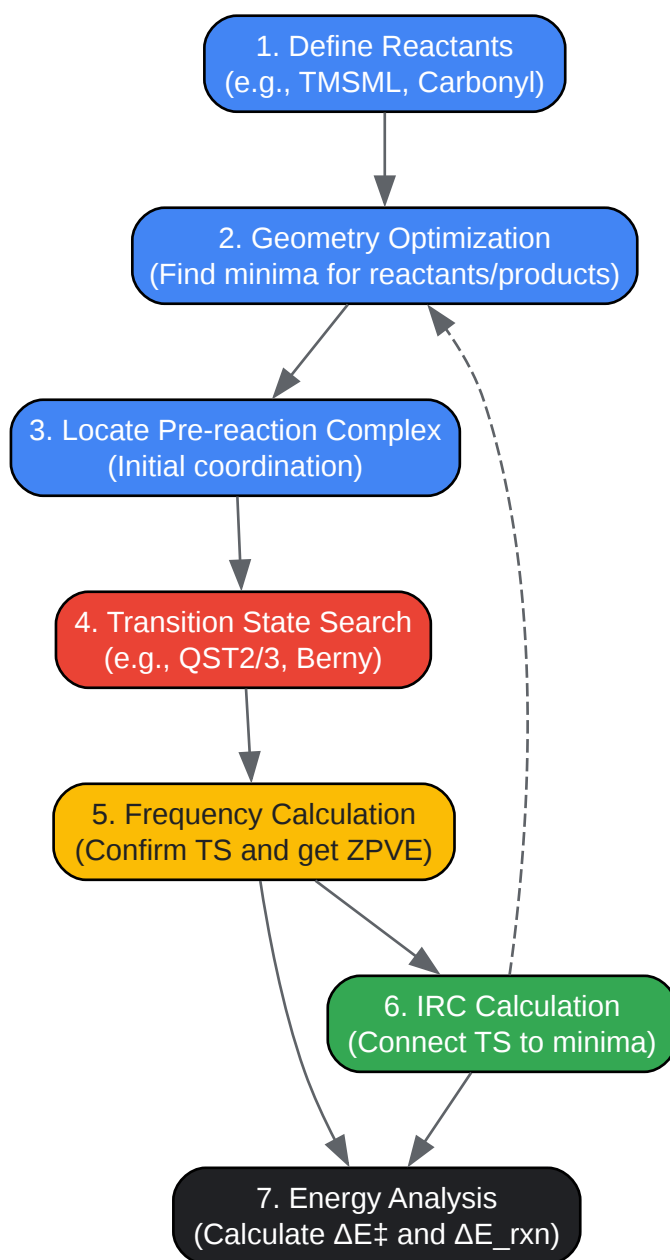 1. Define Reactants
(e.g., TMSML, Carbonyl)
2. Geometry Optimization
(Find minima for reactants/products)
3. Locate Pre-reaction Complex
(Initial coordination)
4. Transition State Search
(e.g., QST2/3, Berny)
5. Frequency Calculation
(Confirm TS and get ZPVE)
6. IRC Calculation
(Connect TS to minima)
7. Energy Analysis
(Calculate ΔE‡ and ΔE_rxn)